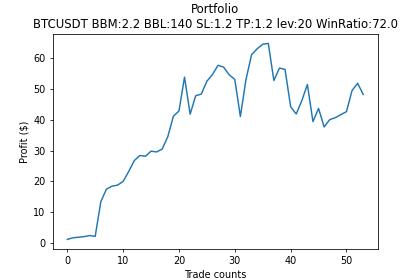 Portfolio
BTCUSDT BBM:2.2 BBL:140 SL:1.2 TP:1.2 lev:20 WinRatio:72.0
60
50
40
30
20
10
0
Profit ($)
0 10 20 30 40 50
Trade counts